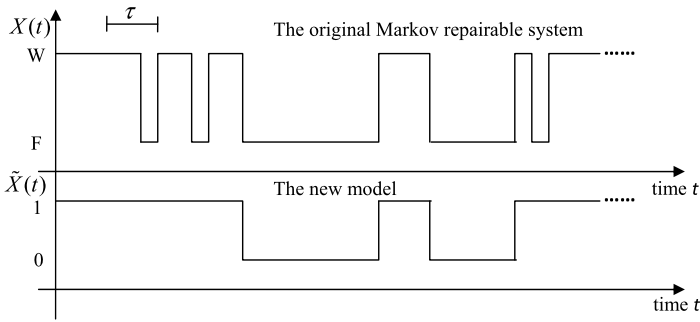 X(t)
τ
The original Markov repairable system
W
......
F
time t
X̃(t)
The new model
1
......
0
time t